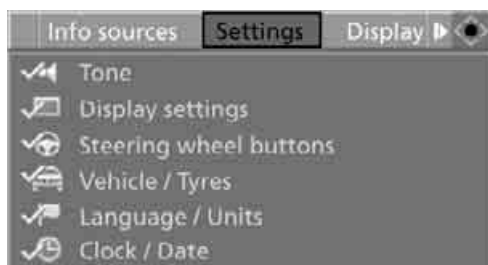 Info sources Settings Display
Tone
Display settings
Steering wheel buttons
Vehicle / Tyres
Language / Units
Clock / Date